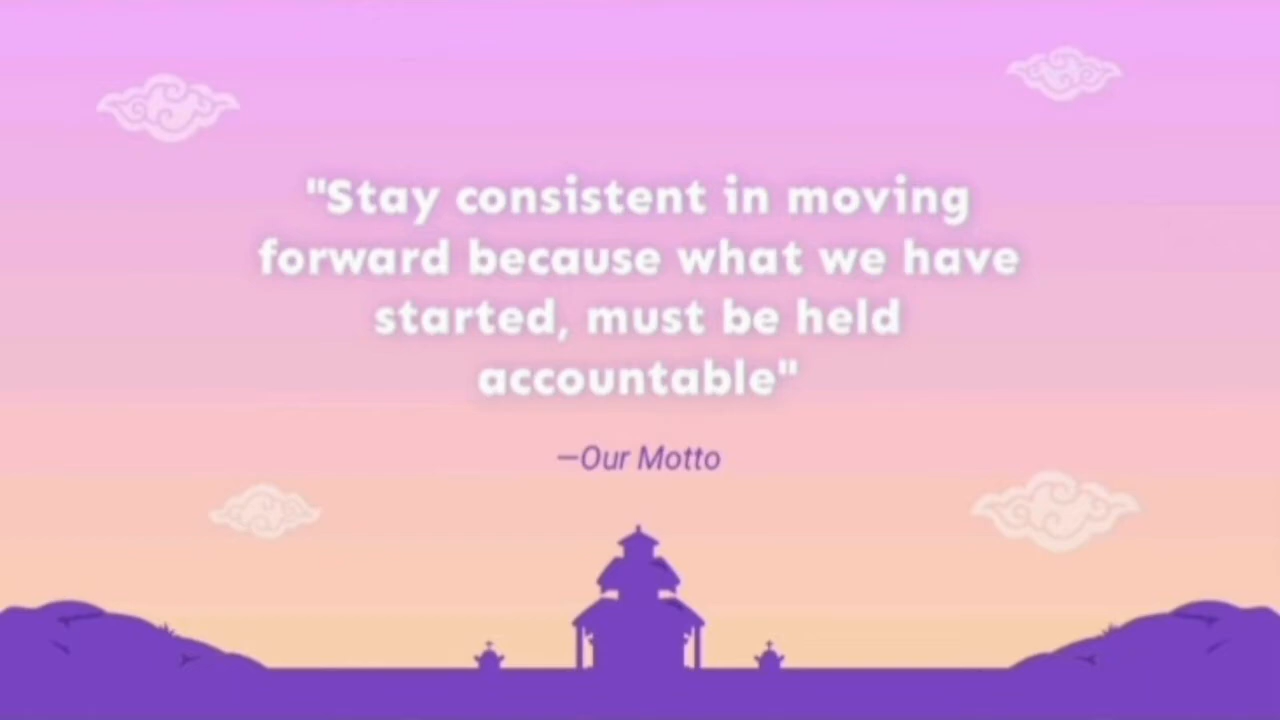 "Stay consistent in moving
forward because what we have
started, must be held
accountable"
—Our Motto